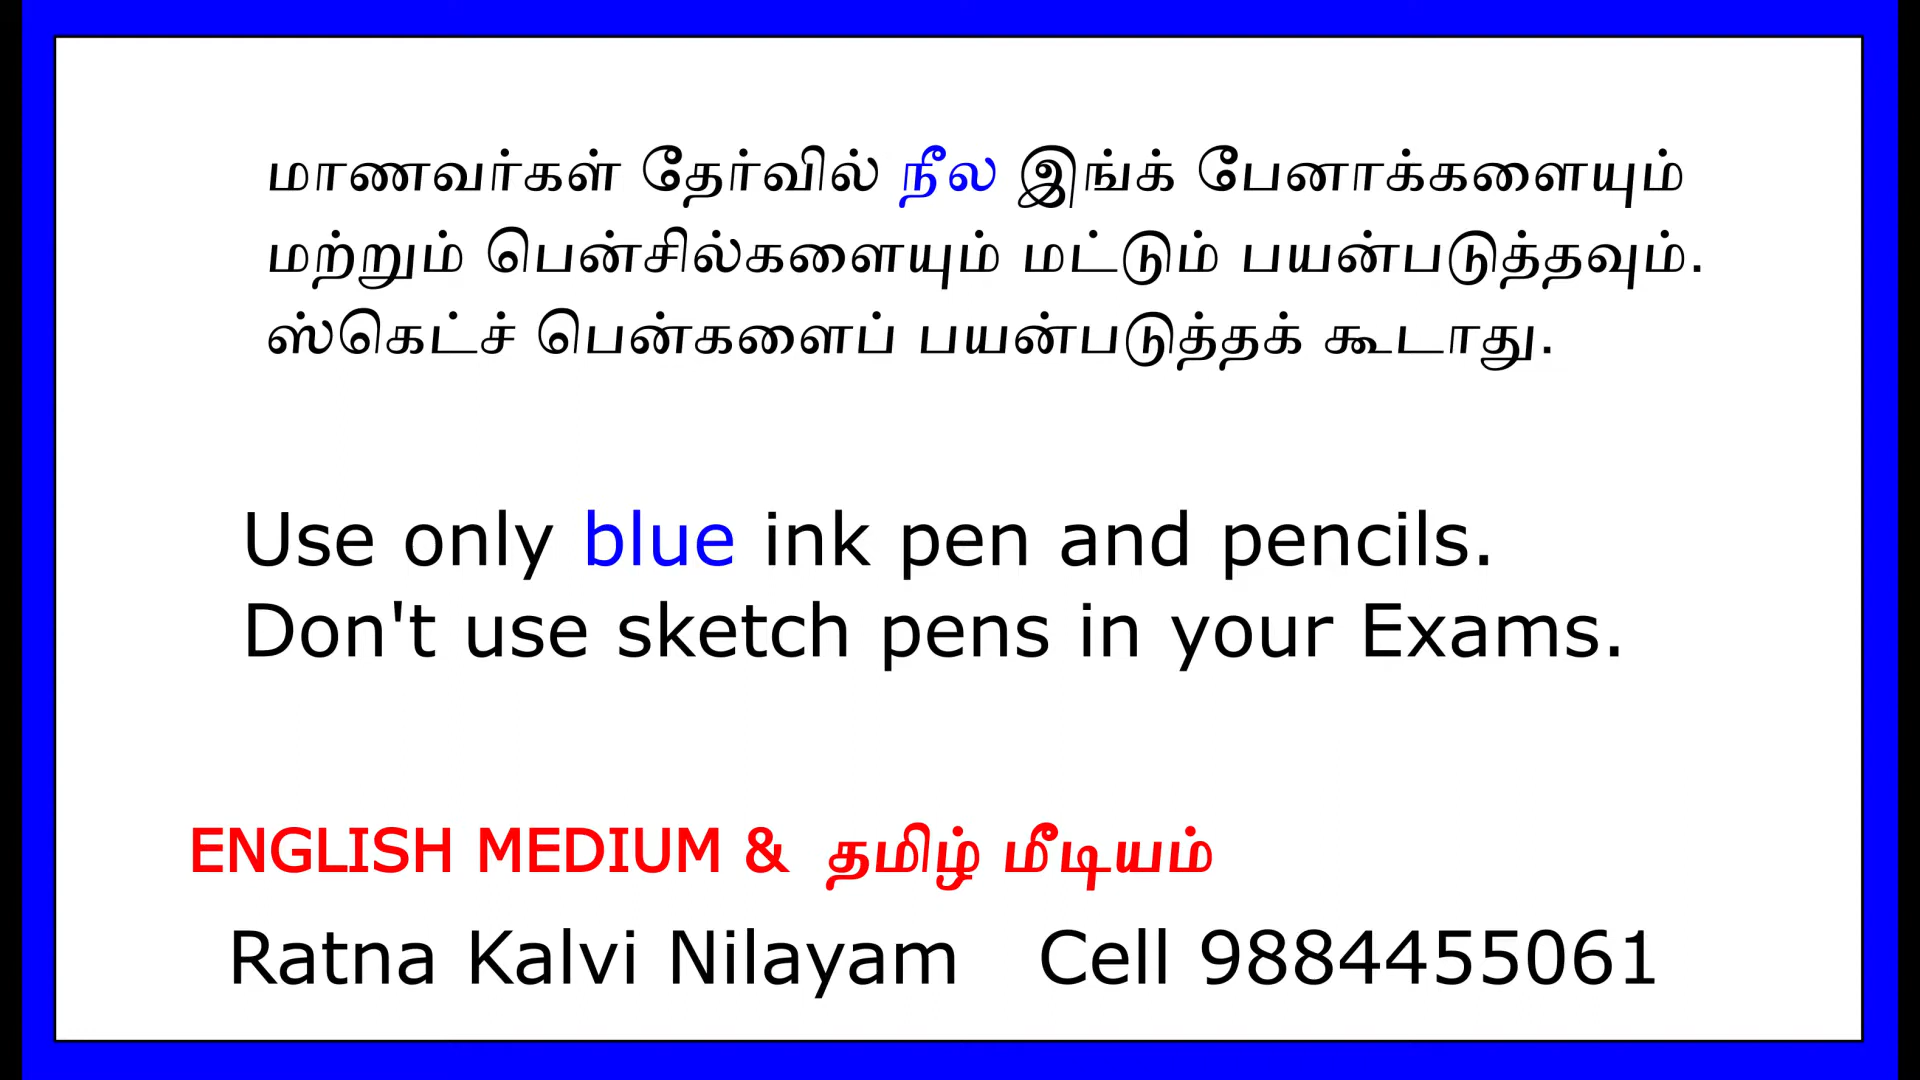 மாணவர்கள் தேர்வில் நீல இங்க் பேனாக்களையும்
மற்றும் பென்சில்களையும் மட்டும் பயன்படுத்தவும்.
ஸ்கெட்ச் பென்களைப் பயன்படுத்தக் கூடாது.
Use only blue ink pen and pencils.
Don't use sketch pens in your Exams.
ENGLISH MEDIUM & தமிழ் மீடியம்
Ratna Kalvi Nilayam Cell 9884455061